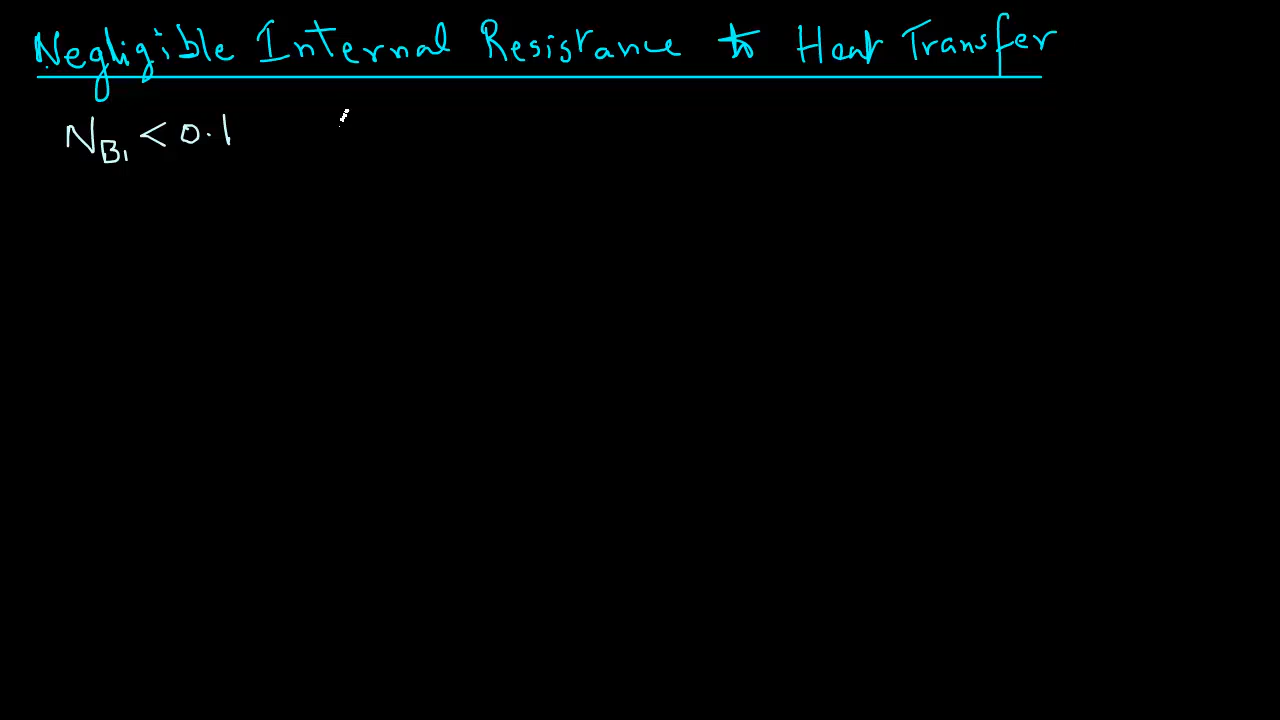 Negligible Internal Resistance to Heat Transfer
N_Bi < 0.1